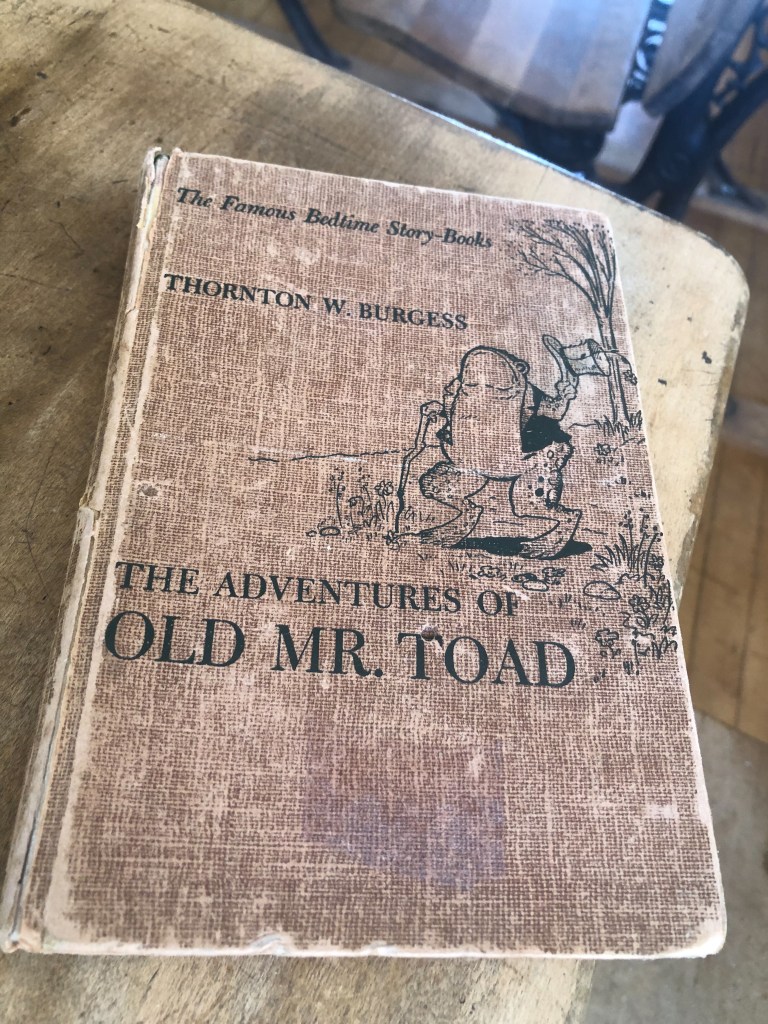 The Famous Bedtime Story-Books
THORNTON W. BURGESS
THE ADVENTURES OF
OLD MR. TOAD